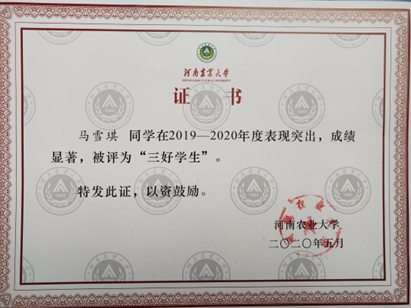 河南农业大学
证 书
马雪琪 同学在2019—2020年度表现突出，成绩
显著，被评为“三好学生”。
特发此证，以资鼓励。
河南农业大学
二〇二〇年五月